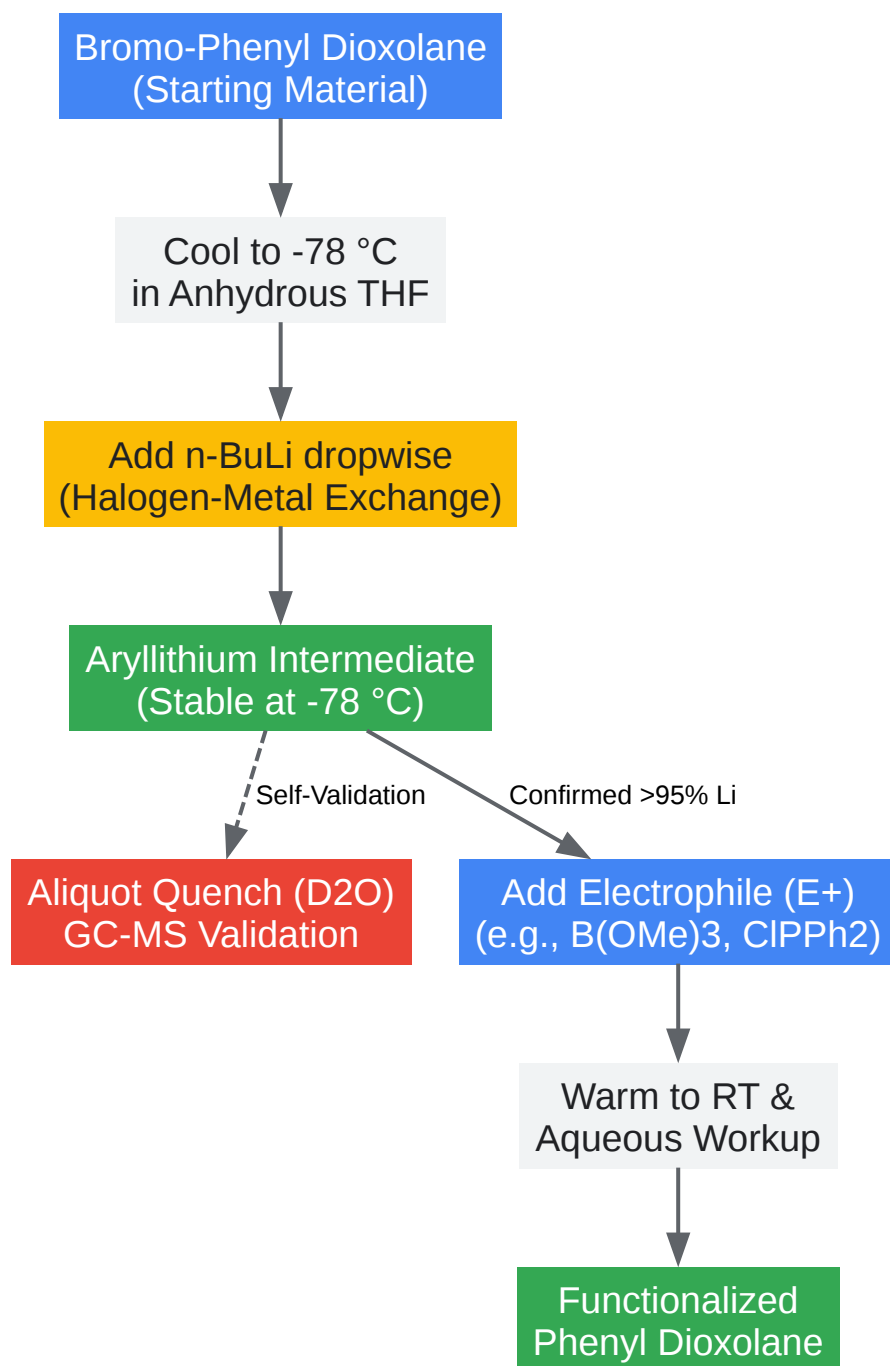 Bromo-Phenyl Dioxolane
(Starting Material)
Cool to -78 °C
in Anhydrous THF
Add n-BuLi dropwise
(Halogen-Metal Exchange)
Aryllithium Intermediate
(Stable at -78 °C)
Self-Validation
Confirmed >95% Li
Aliquot Quench (D2O)
GC-MS Validation
Add Electrophile (E+)
(e.g., B(OMe)3, ClPPh2)
Warm to RT &
Aqueous Workup
Functionalized
Phenyl Dioxolane